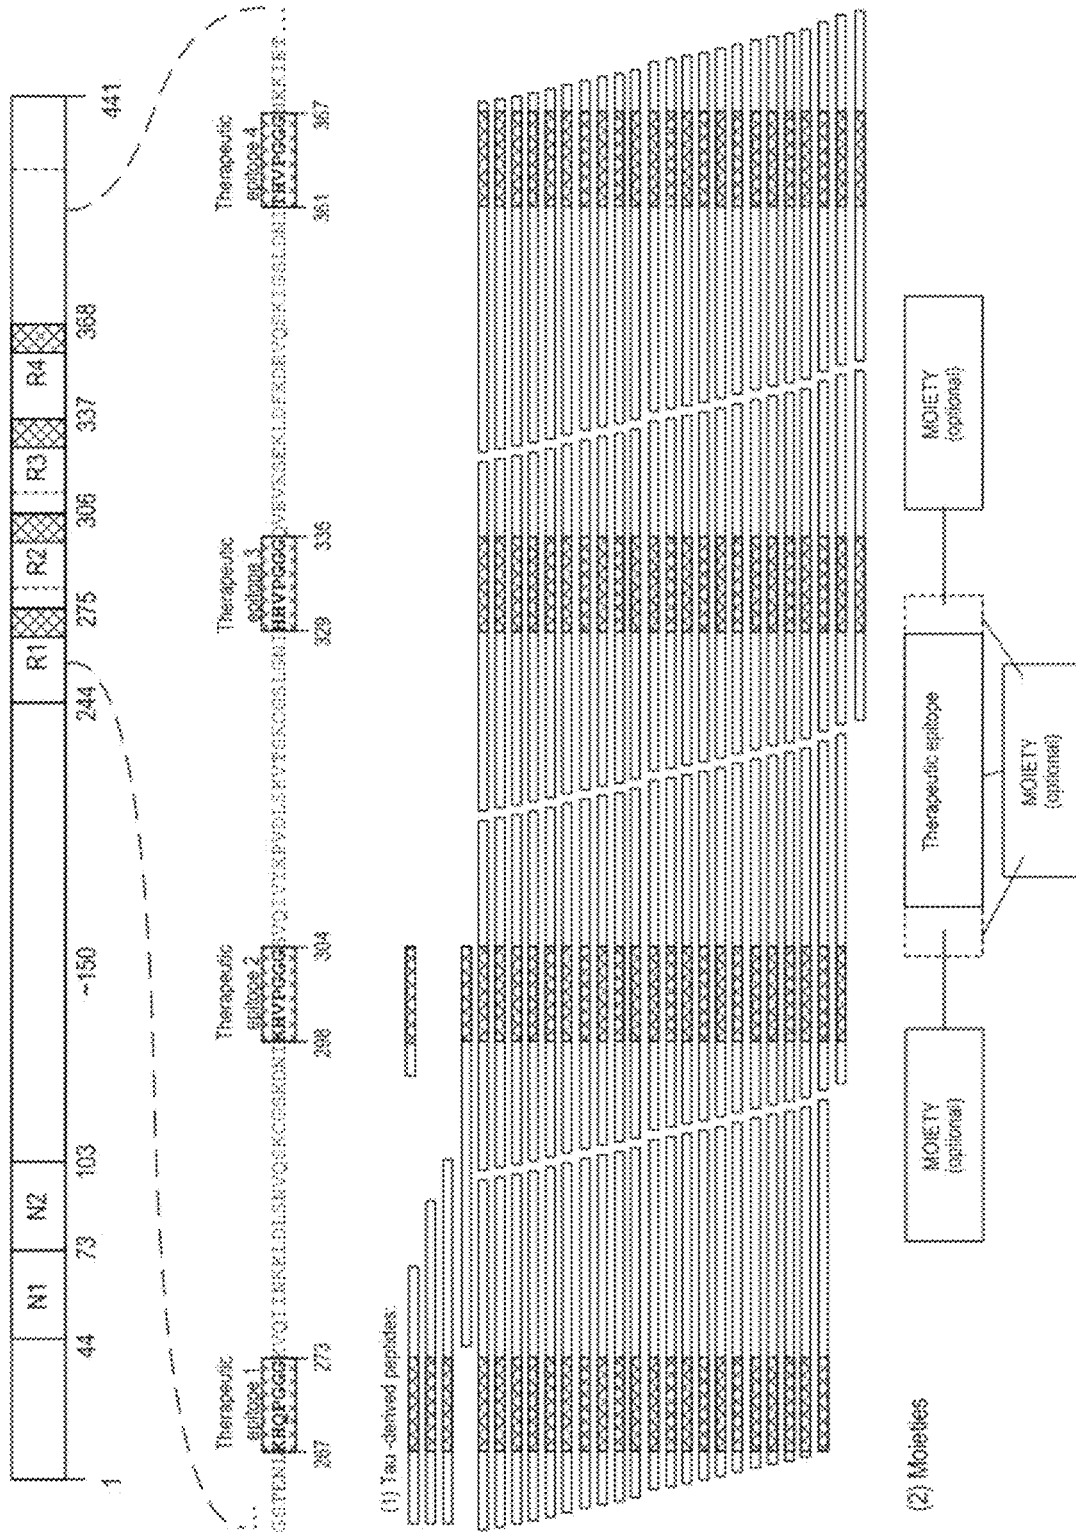 N1 N2 R1 R2 R3 R4
1 44 73 103 ~150 244 275 306 337 368 441
Therapeutic epitope 1
Therapeutic epitope 2
Therapeutic epitope 3
Therapeutic epitope 4
KHQPGGG
KHVPGGG
HHVPGGG
THVPGGG
267 273 298 304 329 335 361 367
(1) Tau-derived peptides:
(2) Moieties
MOIETY
(optional)
Therapeutic epitope
MOIETY
(optional)
MOIETY
(optional)